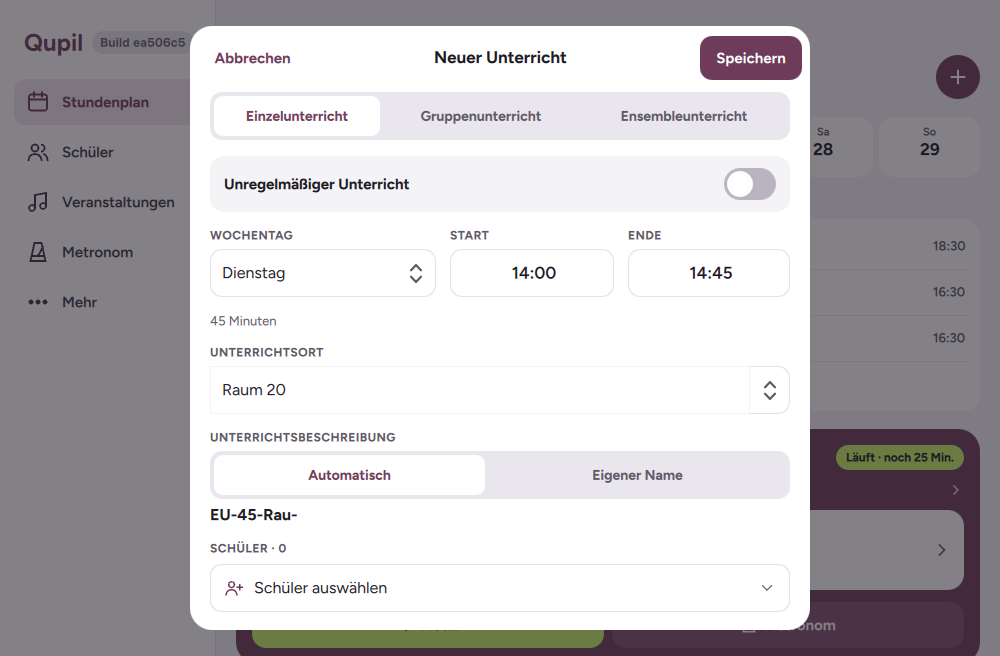 Qupil Build ea506c5
Stundenplan
Schüler
Veranstaltungen
Metronom
Mehr
Abbrechen Neuer Unterricht Speichern
Einzelunterricht Gruppenunterricht Ensembleunterricht
Unregelmäßiger Unterricht
WOCHENTAG START ENDE
Dienstag 14:00 14:45
45 Minuten
UNTERRICHTSORT
Raum 20
UNTERRICHTSBESCHREIBUNG
Automatisch Eigener Name
EU-45-Rau-
SCHÜLER · 0
Schüler auswählen
Sa So
28 29
18:30
16:30
16:30
Läuft · noch 25 Min.